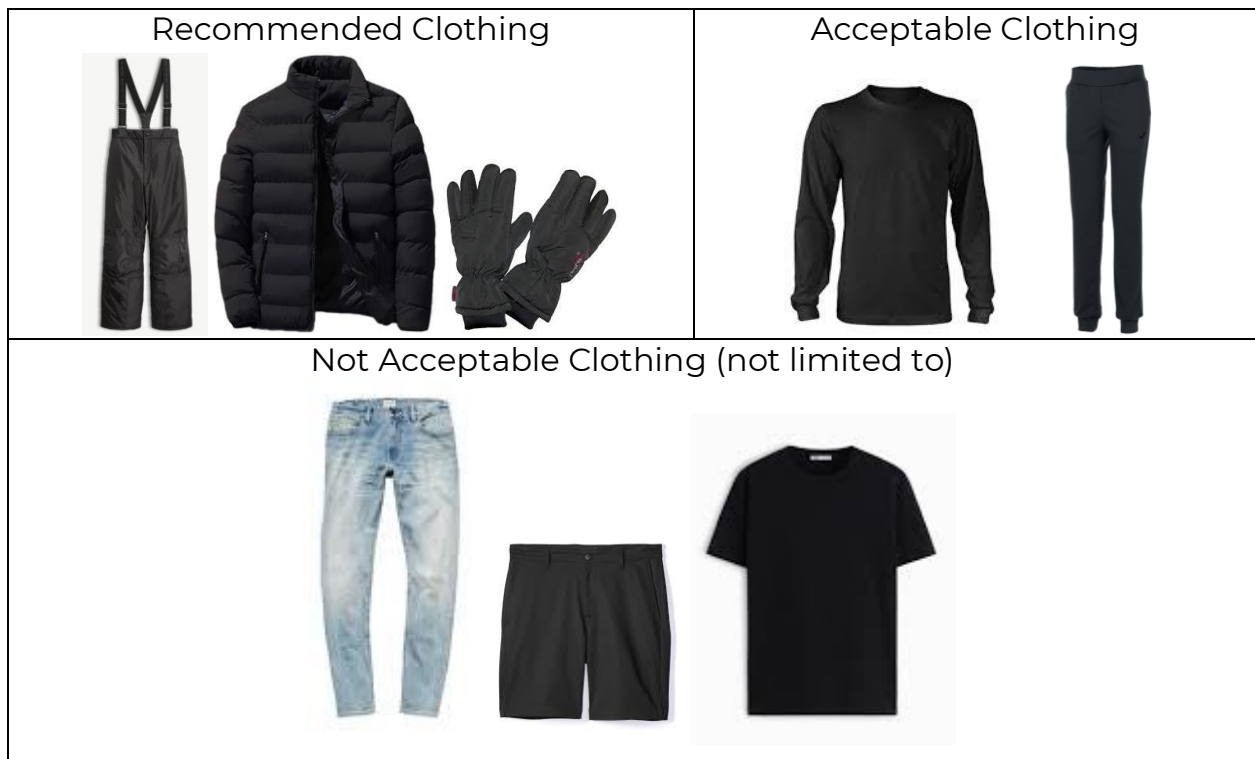 Recommended Clothing
Acceptable Clothing
Not Acceptable Clothing (not limited to)